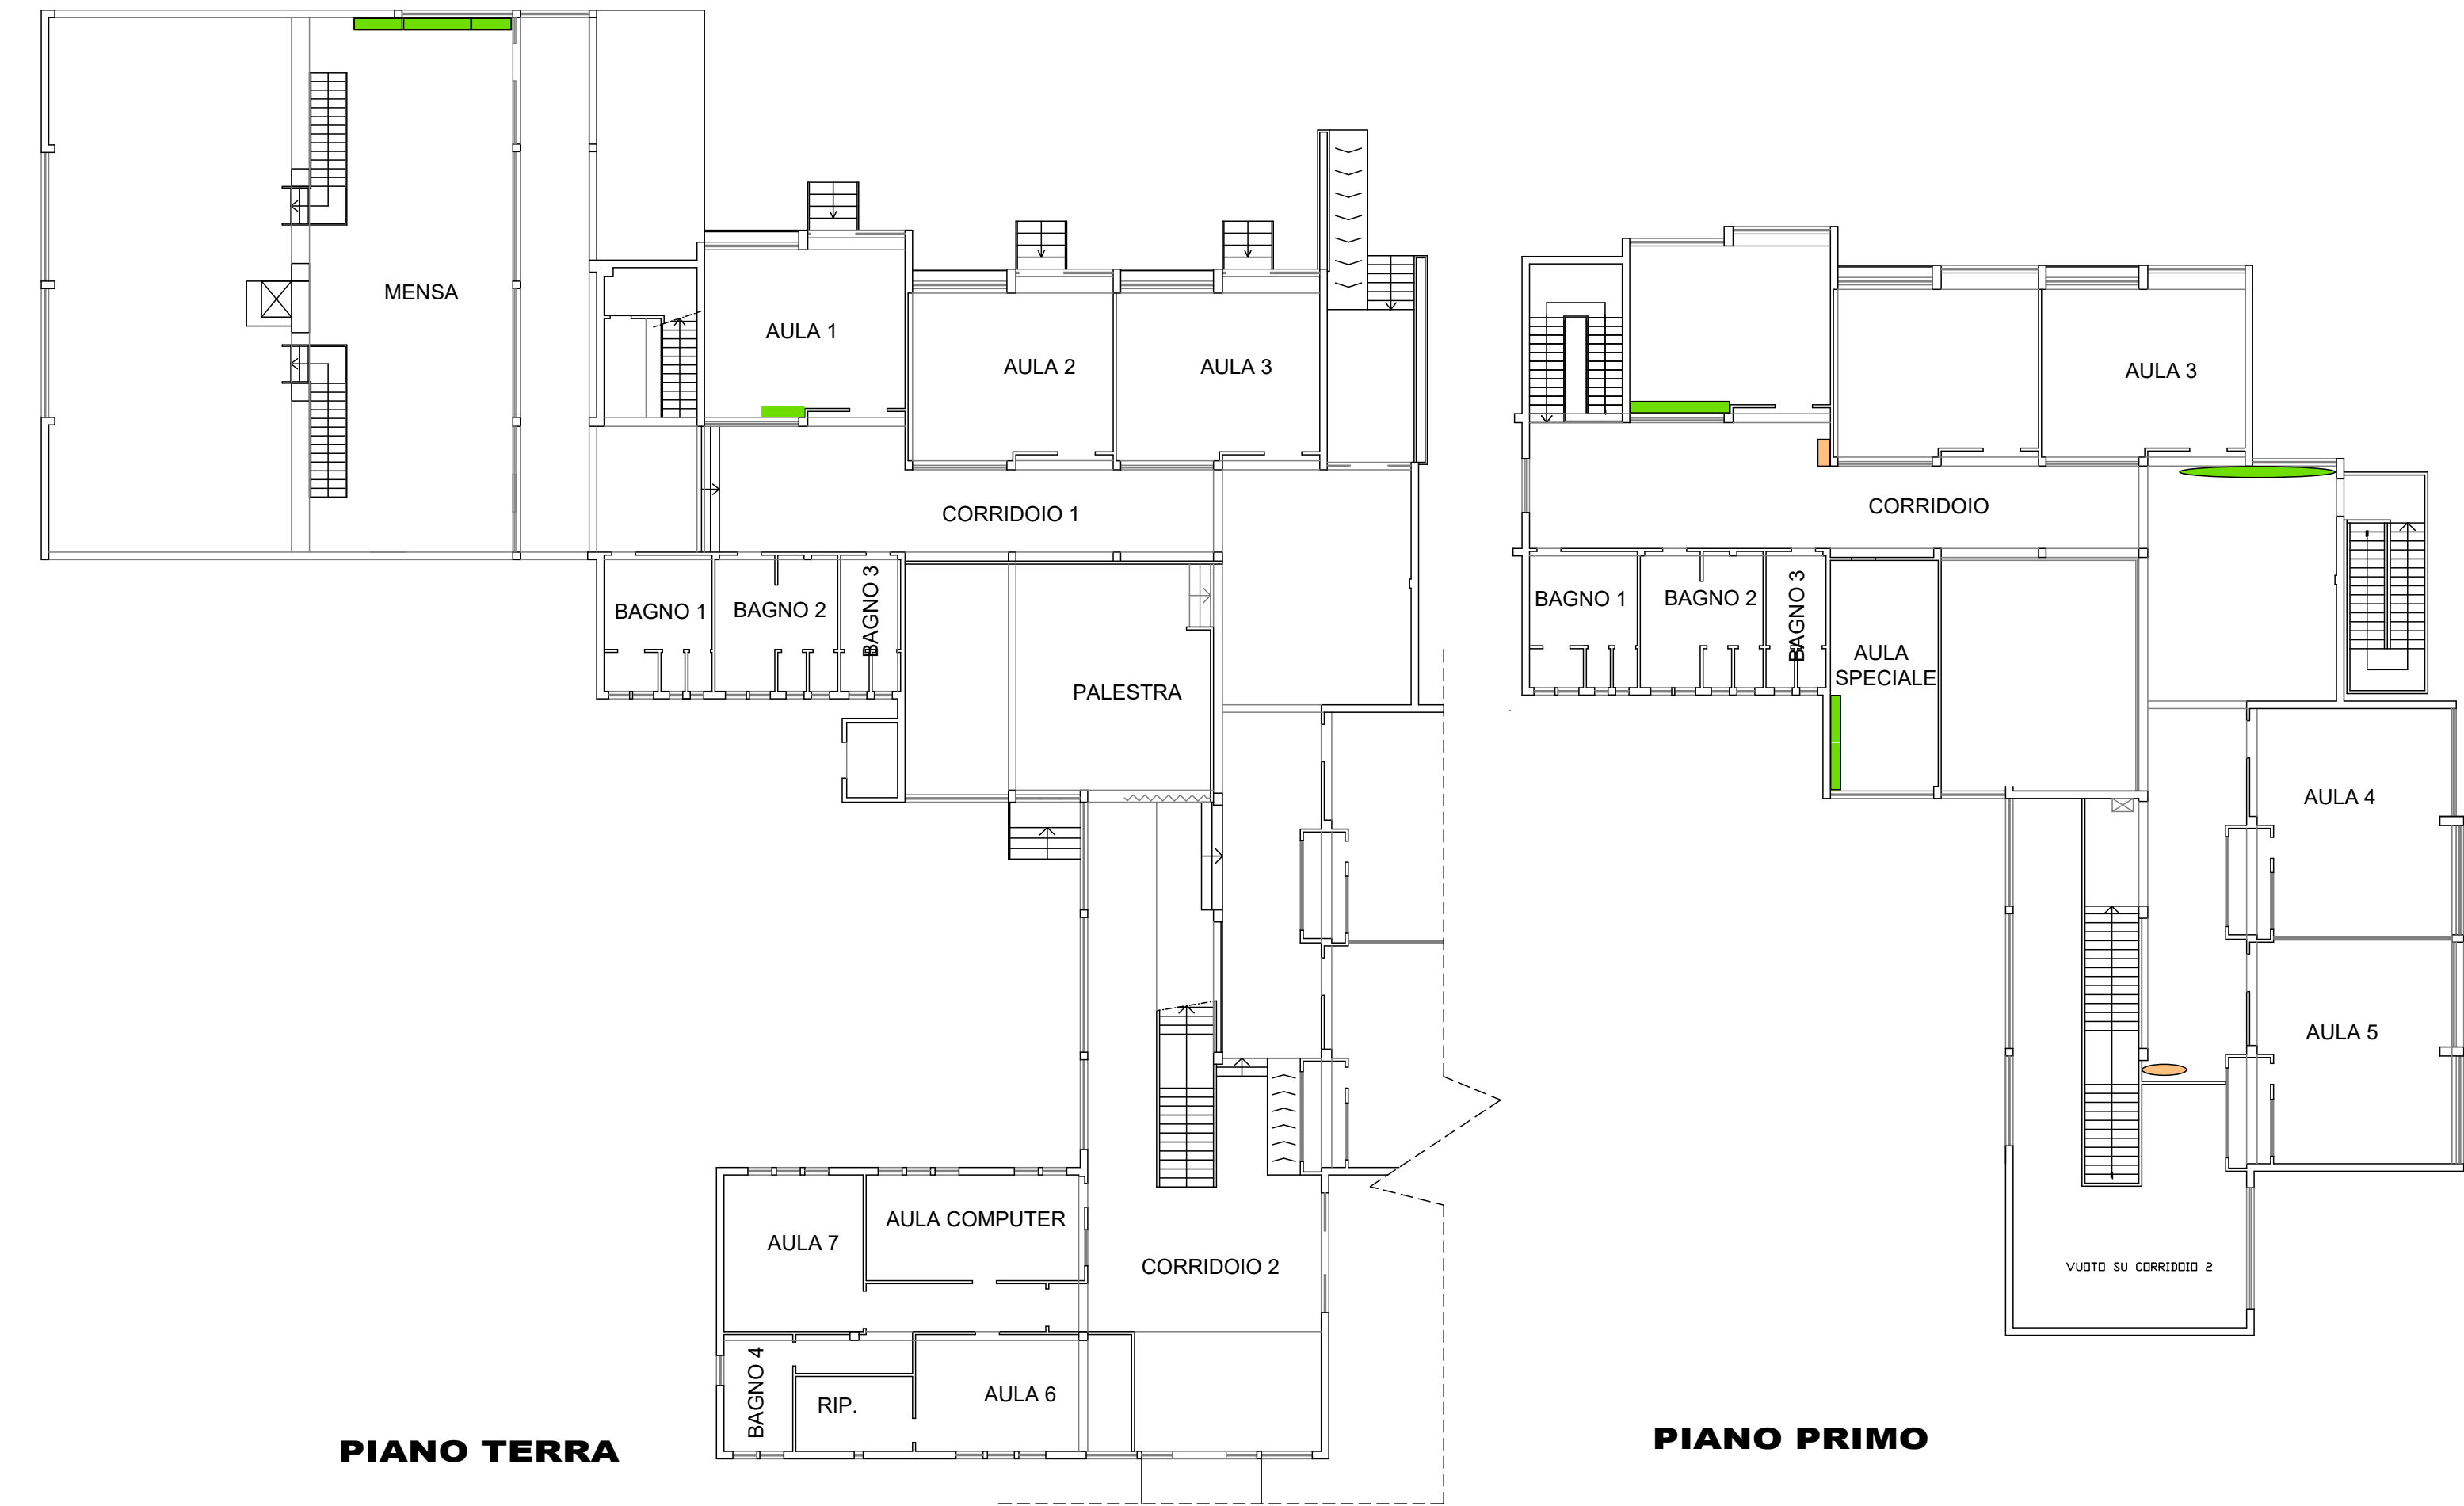 MENSA
AULA 1
AULA 2
AULA 3
CORRIDOIO 1
BAGNO 1
BAGNO 2
BAGNO 3
PALESTRA
AULA 7
AULA COMPUTER
CORRIDOIO 2
BAGNO 4
RIP.
AULA 6
PIANO TERRA
AULA 3
CORRIDOIO
BAGNO 1
BAGNO 2
BAGNO 3
AULA
SPECIALE
AULA 4
AULA 5
VUOTO SU CORRIDOIO 2
PIANO PRIMO